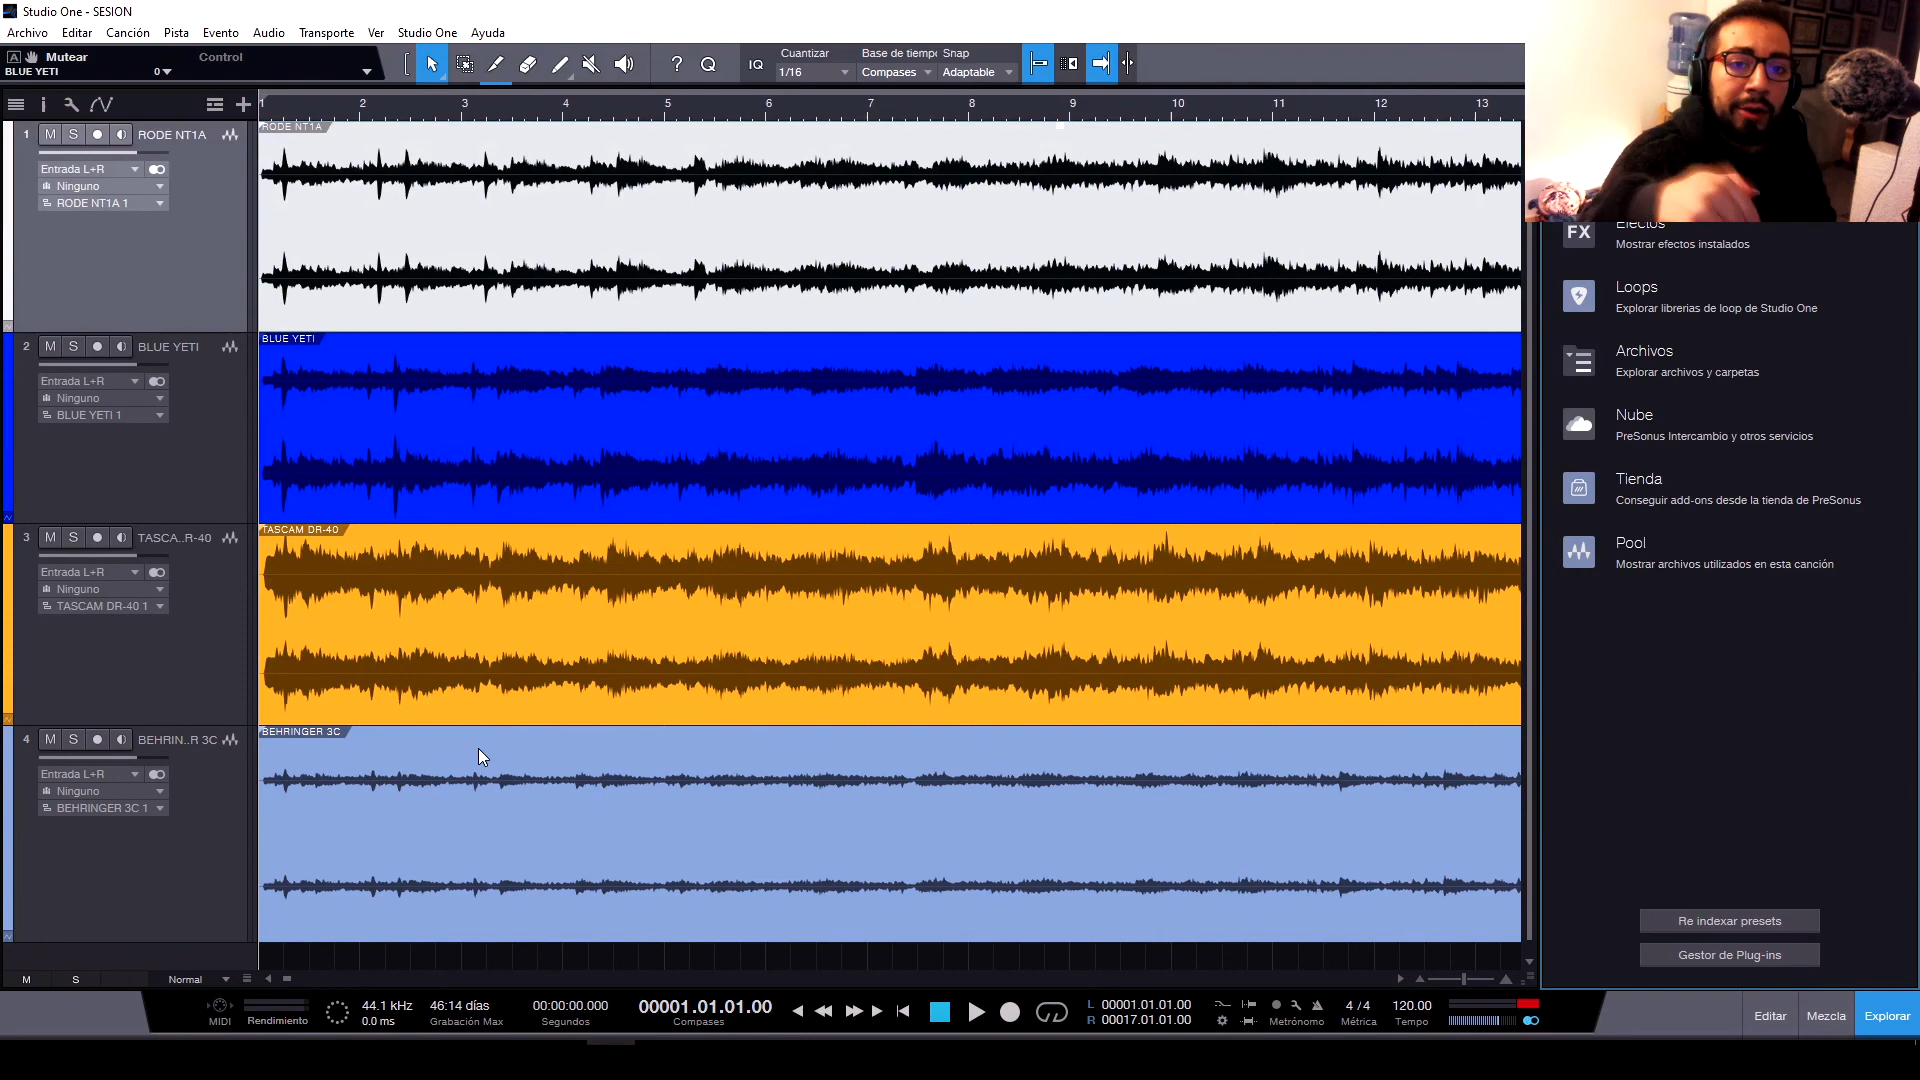 Studio One - SESION
Archivo Editar Canción Pista Evento Audio Transporte Ver Studio One Ayuda
A Mutear Control
BLUE YETI 0
? Q IQ
Cuantizar Base de tiempo Snap
1/16 Compases Adaptable
1 2 3 4 5 6 7 8 9 10 11 12 13
1 M S RODE NT1A
Entrada L+R
Ninguno
RODE NT1A 1
RODE NT1A
2 M S BLUE YETI
Entrada L+R
Ninguno
BLUE YETI 1
BLUE YETI
3 M S TASCA..R-40
Entrada L+R
Ninguno
TASCAM DR-40 1
TASCAM DR-40
4 M S BEHRIN..R 3C
Entrada L+R
Ninguno
BEHRINGER 3C 1
BEHRINGER 3C
FX Efectos
Mostrar efectos instalados
Loops
Explorar librerias de loop de Studio One
Archivos
Explorar archivos y carpetas
Nube
PreSonus Intercambio y otros servicios
Tienda
Conseguir add-ons desde la tienda de PreSonus
Pool
Mostrar archivos utilizados en esta canción
Re indexar presets
Gestor de Plug-ins
M S Normal
MIDI
Rendimiento
44.1 kHz
0.0 ms
46:14 días
Grabación Max
00:00:00.000
Segundos
00001.01.01.00
Compases
L 00001.01.01.00
R 00017.01.01.00
Metrónomo
4 / 4
Métrica
120.00
Tempo
Editar Mezcla Explorar